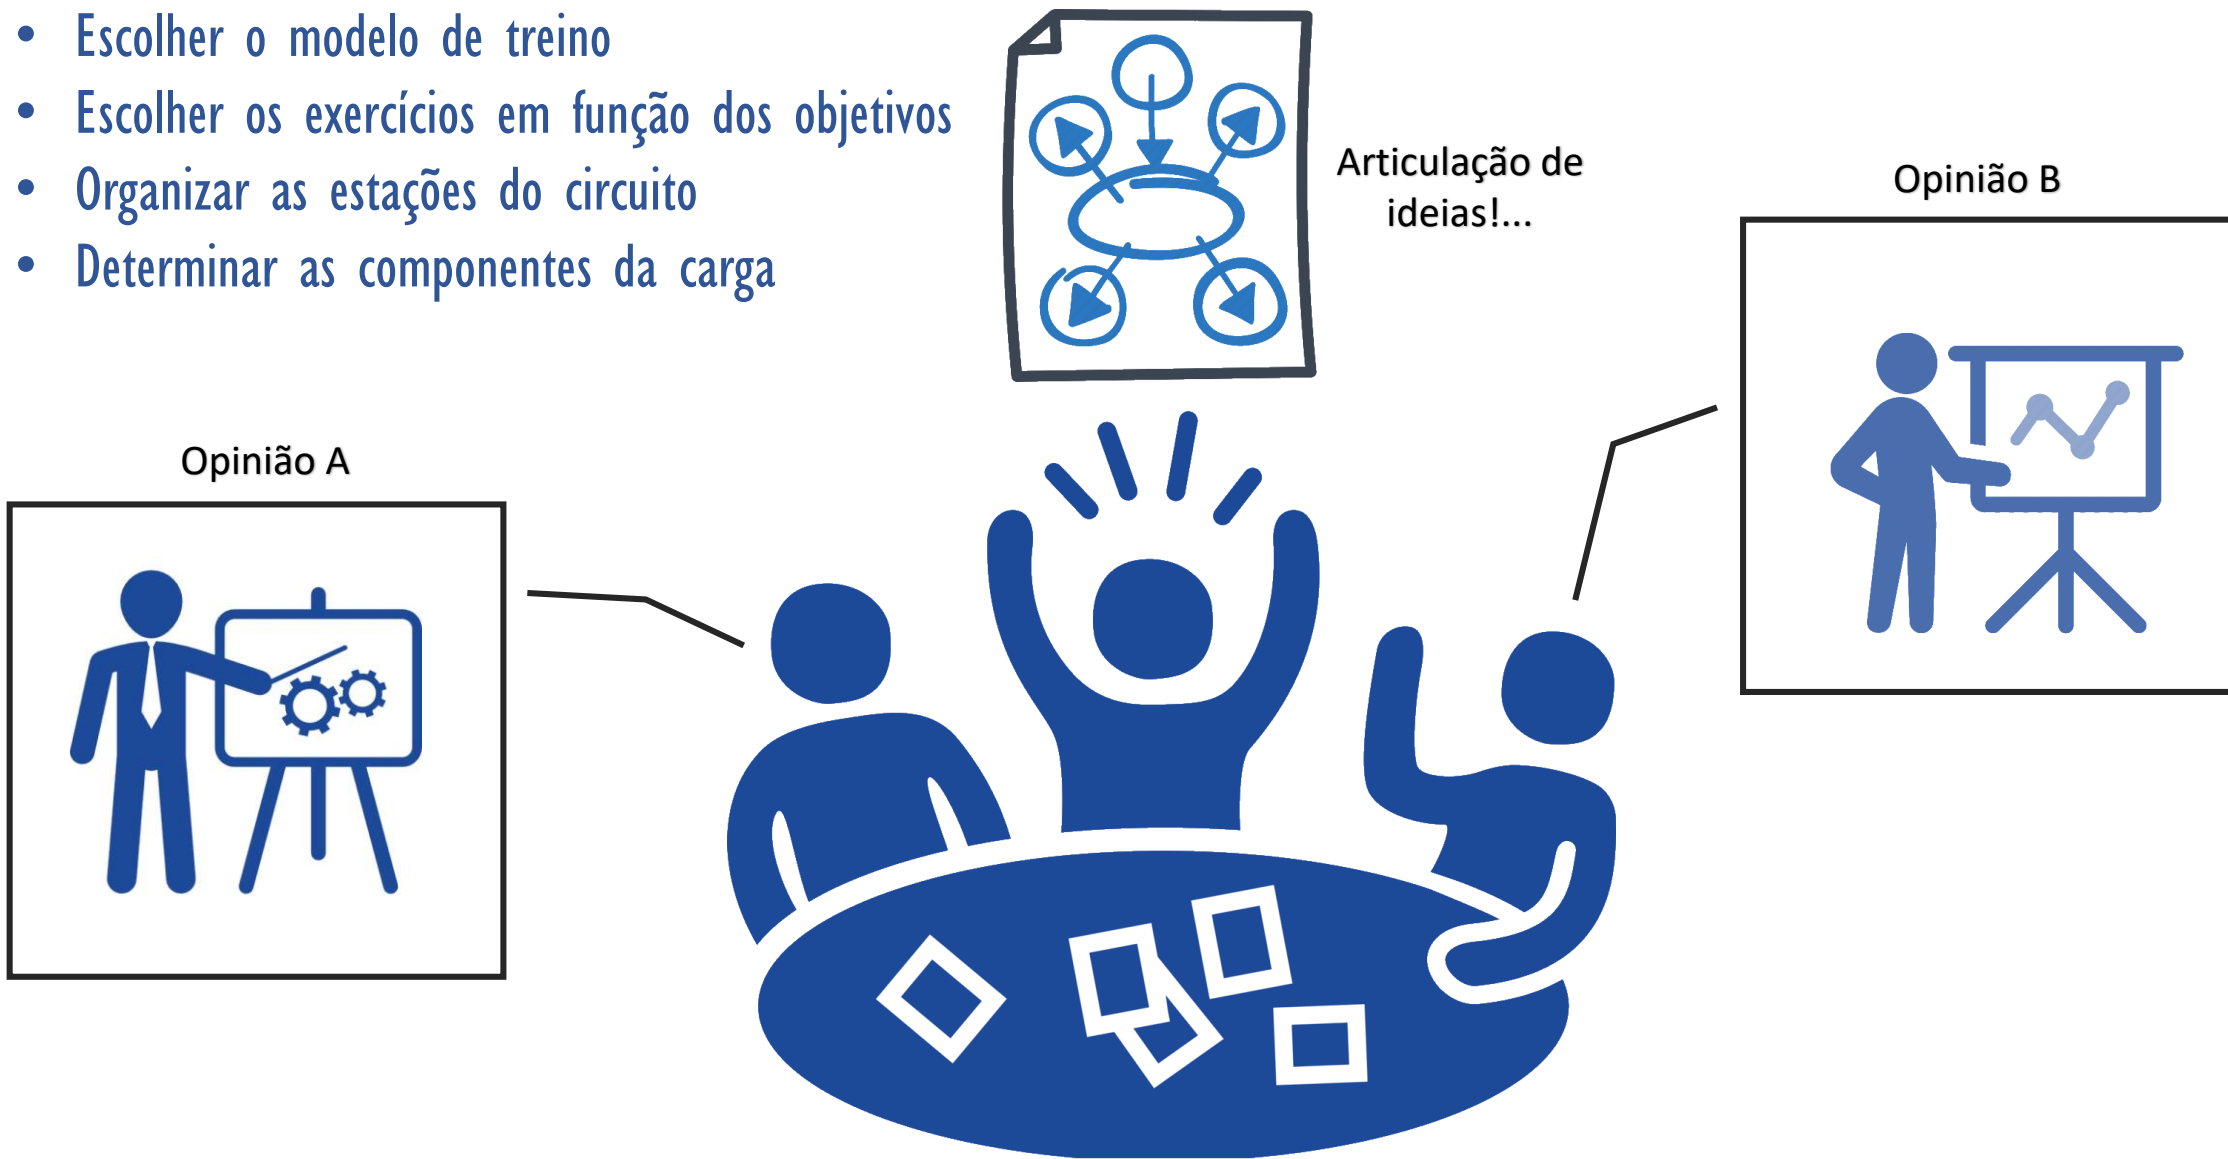 • Escolher o modelo de treino
• Escolher os exercícios em função dos objetivos
• Organizar as estações do circuito
• Determinar as componentes da carga
Articulação de
ideias!...
Opinião B
Opinião A